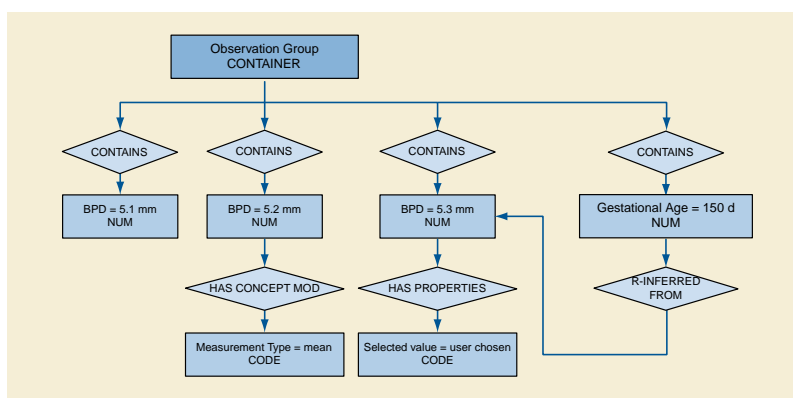 Observation Group
CONTAINER
CONTAINS
CONTAINS
CONTAINS
CONTAINS
BPD = 5.1 mm
NUM
BPD = 5.2 mm
NUM
BPD = 5.3 mm
NUM
Gestational Age = 150 d
NUM
HAS CONCEPT MOD
HAS PROPERTIES
R-INFERRED
FROM
Measurement Type = mean
CODE
Selected value = user chosen
CODE